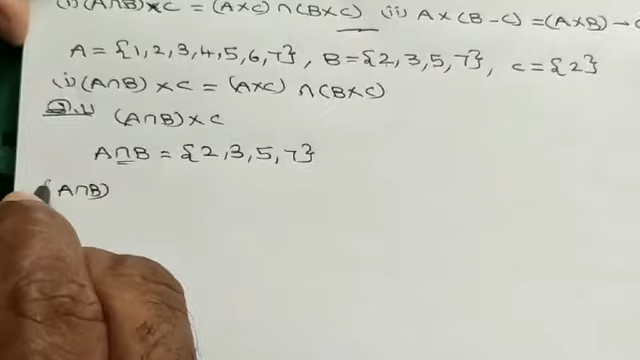 (i) (A∩B)×C = (A×C) ∩ (B×C) (ii) A×(B-C) = (A×B) -
A = {1,2,3,4,5,6,7}, B = {2,3,5,7}, C = {2}
(i) (A∩B) ×C = (A×C) ∩ (B×C)
(A∩B)×C
A∩B = {2,3,5,7}
(A∩B)